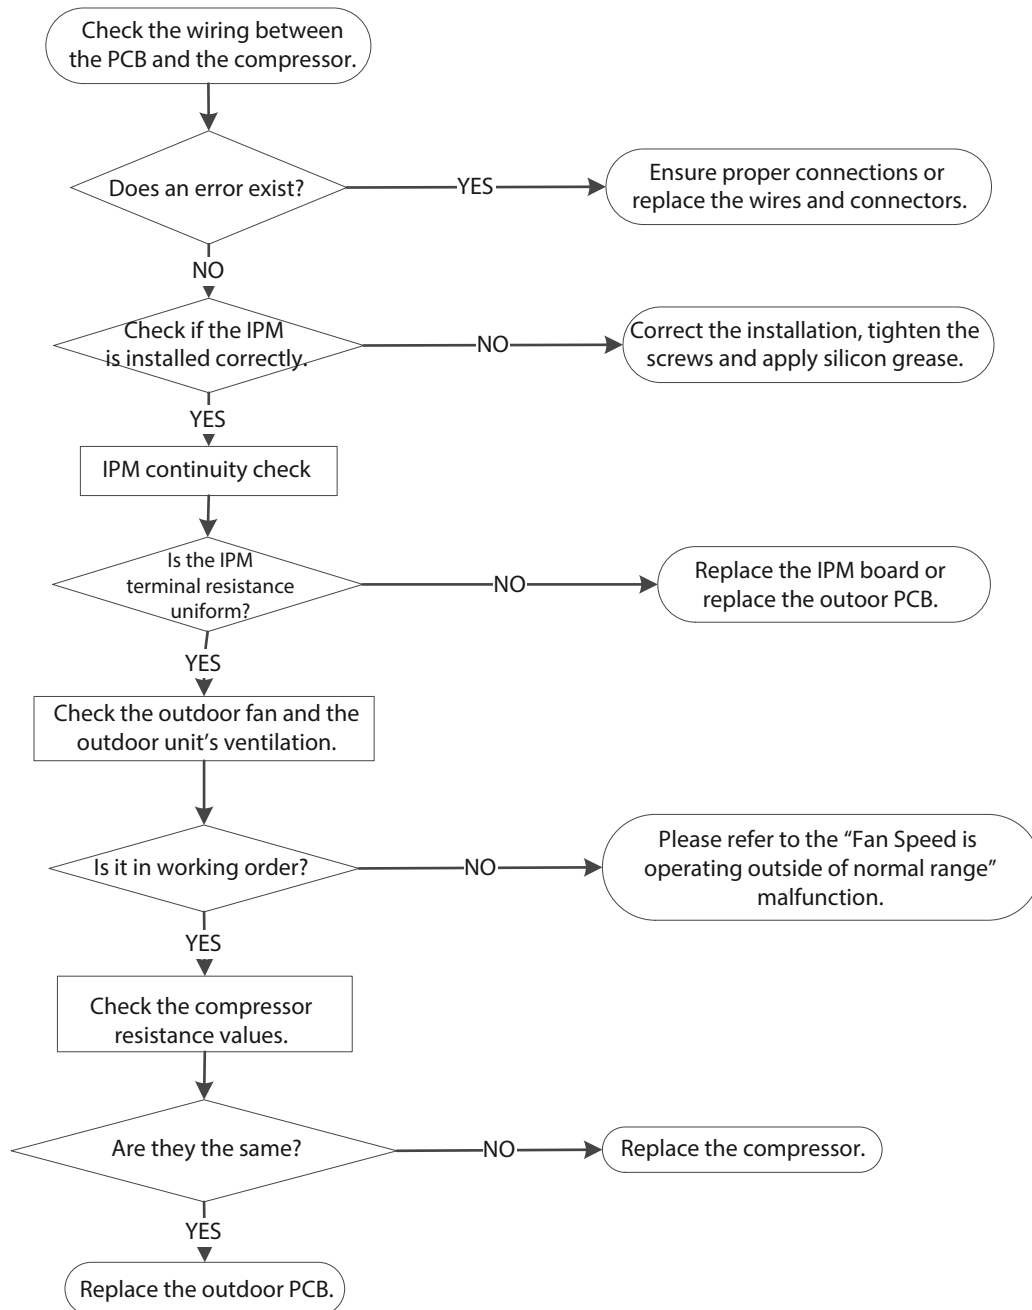 Check the wiring between
the PCB and the compressor.
Does an error exist?
YES
Ensure proper connections or
replace the wires and connectors.
NO
Check if the IPM
is installed correctly.
NO
Correct the installation, tighten the
screws and apply silicon grease.
YES
IPM continuity check
Is the IPM
terminal resistance
uniform?
NO
Replace the IPM board or
replace the outoor PCB.
YES
Check the outdoor fan and the
outdoor unit’s ventilation.
Is it in working order?
NO
Please refer to the “Fan Speed is
operating outside of normal range”
malfunction.
YES
Check the compressor
resistance values.
Are they the same?
NO
Replace the compressor.
YES
Replace the outdoor PCB.